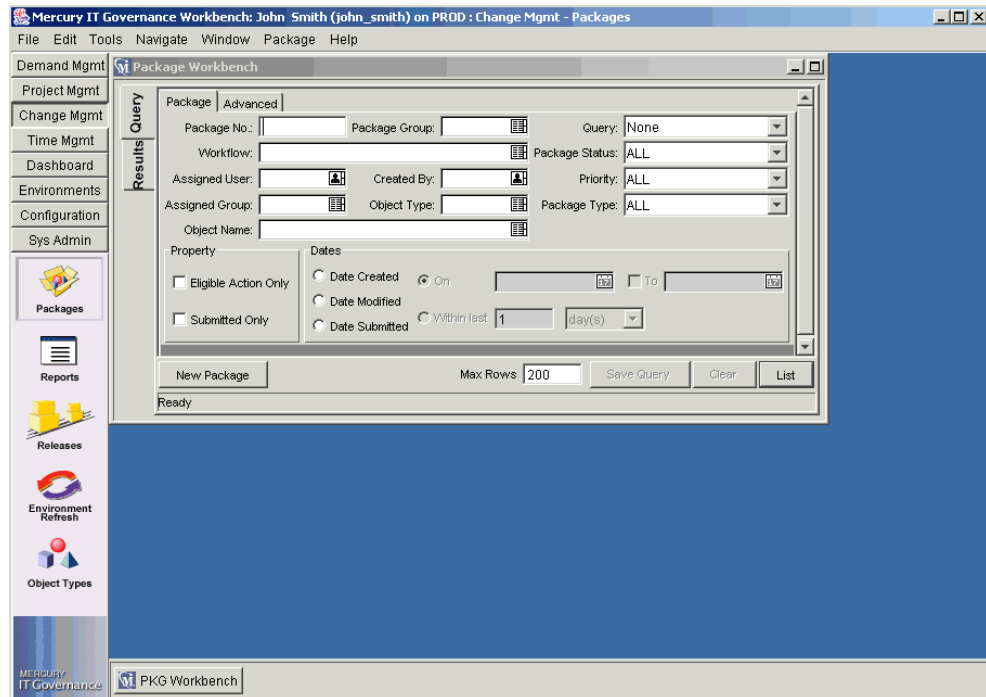 Mercury IT Governance Workbench: John Smith (john_smith) on PROD : Change Mgmt - Packages
File Edit Tools Navigate Window Package Help
Demand Mgmt
Project Mgmt
Change Mgmt
Time Mgmt
Dashboard
Environments
Configuration
Sys Admin
Packages
Reports
Releases
Environment
Refresh
Object Types
MERCURY
IT Governance
Package Workbench
Query
Results
Package Advanced
Package No.: Package Group: Query: None
Workflow: Package Status: ALL
Assigned User: Created By: Priority: ALL
Assigned Group: Object Type: Package Type: ALL
Object Name:
Property Dates
Eligible Action Only Date Created On 17 To 17
Date Modified
Submitted Only Date Submitted Within last 1 day(s)
New Package Max Rows 200 Save Query Clear List
Ready
PKG Workbench